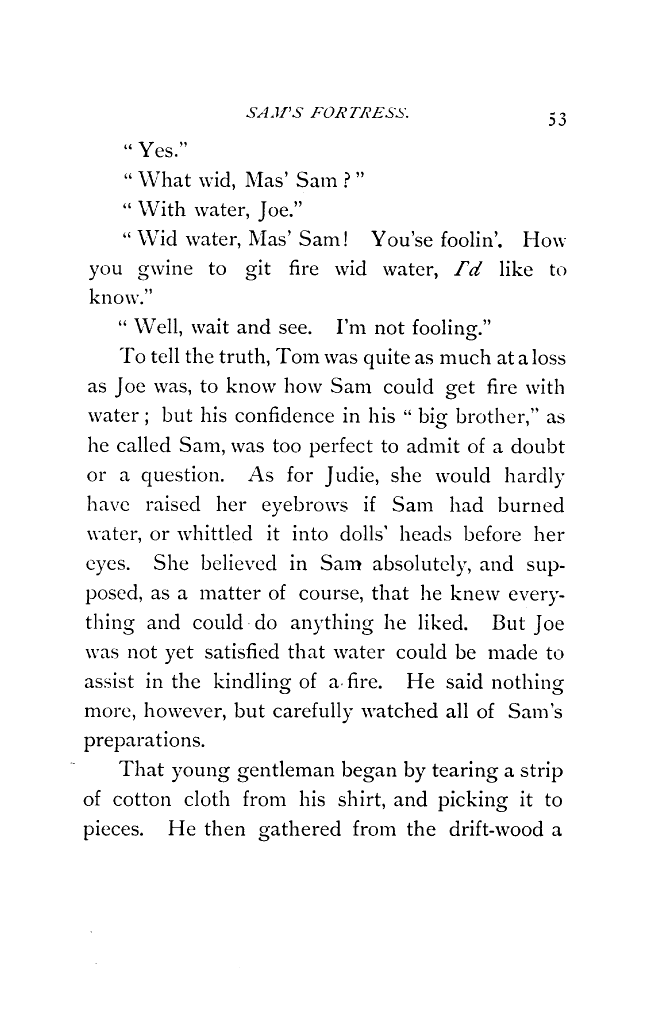 SAM'S FORTRESS. 53
“ Yes.”
“ What wid, Mas' Sam ? ”
“ With water, Joe.”
“ Wid water, Mas' Sam! You'se foolin'. How
you gwine to git fire wid water, I'd like to
know.”
“ Well, wait and see. I'm not fooling.”
To tell the truth, Tom was quite as much at a loss
as Joe was, to know how Sam could get fire with
water ; but his confidence in his “ big brother,” as
he called Sam, was too perfect to admit of a doubt
or a question. As for Judie, she would hardly
have raised her eyebrows if Sam had burned
water, or whittled it into dolls' heads before her
eyes. She believed in Sam absolutely, and sup-
posed, as a matter of course, that he knew every-
thing and could do anything he liked. But Joe
was not yet satisfied that water could be made to
assist in the kindling of a fire. He said nothing
more, however, but carefully watched all of Sam's
preparations.
That young gentleman began by tearing a strip
of cotton cloth from his shirt, and picking it to
pieces. He then gathered from the drift-wood a